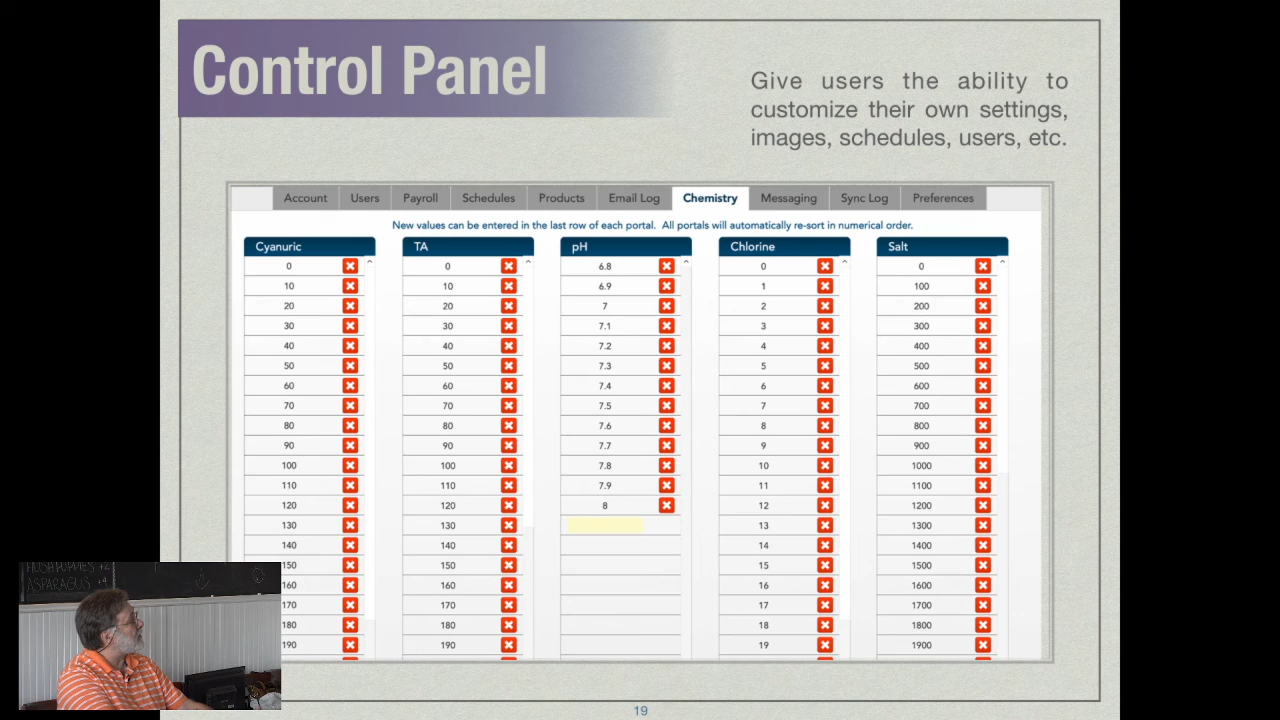 Control Panel
Give users the ability to
customize their own settings,
images, schedules, users, etc.
Account Users Payroll Schedules Products Email Log Chemistry Messaging Sync Log Preferences
New values can be entered in the last row of each portal. All portals will automatically re-sort in numerical order.
Cyanuric TA pH Chlorine Salt
0 0 6.8 0 0
10 10 6.9 1 100
20 20 7 2 200
30 30 7.1 3 300
40 40 7.2 4 400
50 50 7.3 5 500
60 60 7.4 6 600
70 70 7.5 7 700
80 80 7.6 8 800
90 90 7.7 9 900
100 100 7.8 10 1000
110 110 7.9 11 1100
120 120 8 12 1200
130 130 13 1300
140 140 14 1400
150 150 15 1500
160 160 16 1600
170 170 17 1700
180 180 18 1800
190 190 19 1900
HUSHPUPPIES +2
ASPARAGUS +4
19